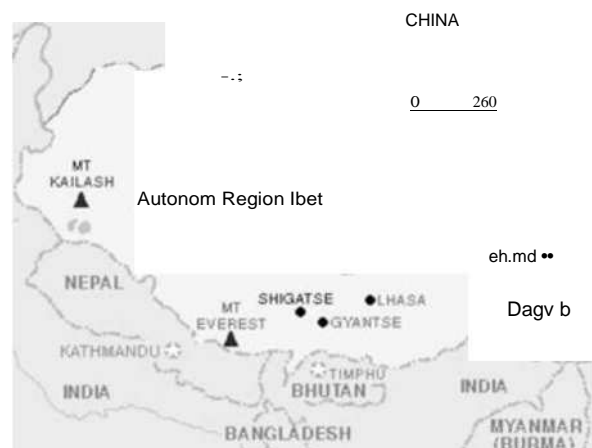 CHINA
0 260
MT
KAILASH
Autonom Region Ibet
eh.md ••
NEPAL
SHIGATSE
LHASA
Dagv b
MT
EVEREST
GYANTSE
KATHMANDU
TIMPHU
INDIA
BHUTAN
INDIA
BANGLADESH
MYANMAR
(BURMA)